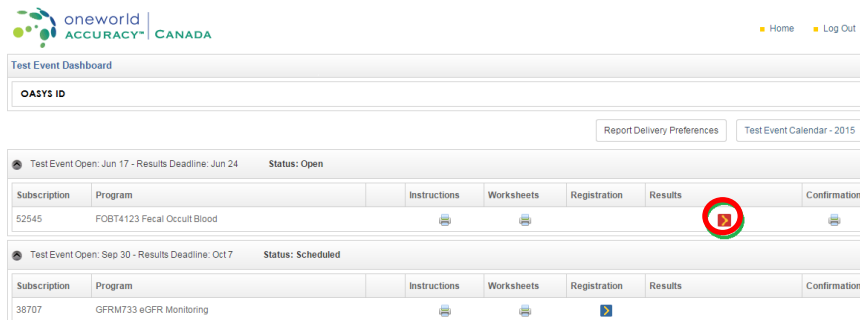 oneworld
ACCURACY™ CANADA
Home Log Out
Test Event Dashboard
OASYS ID
Report Delivery Preferences Test Event Calendar - 2015
Test Event Open: Jun 17 - Results Deadline: Jun 24 Status: Open
Subscription Program Instructions Worksheets Registration Results Confirmation
52545 FOBT4123 Fecal Occult Blood
Test Event Open: Sep 30 - Results Deadline: Oct 7 Status: Scheduled
Subscription Program Instructions Worksheets Registration Results Confirmation
38707 GFRM733 eGFR Monitoring